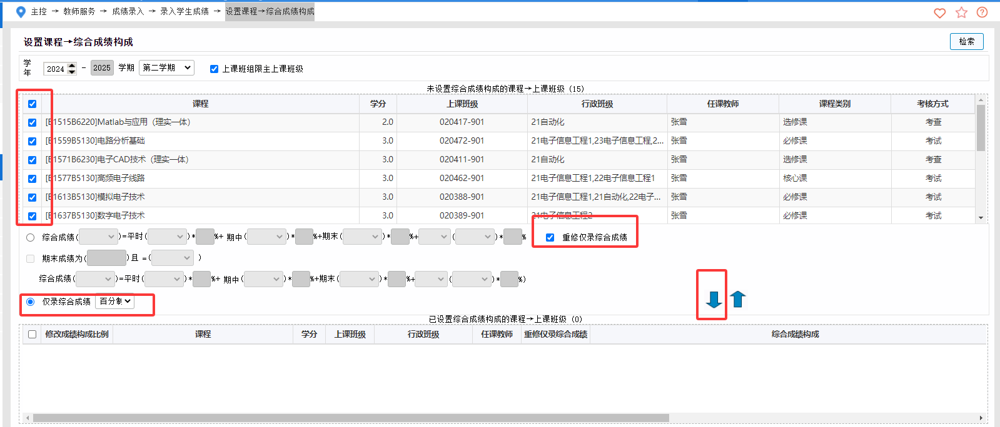 主控 → 教师服务 → 成绩录入 → 录入学生成绩 → 设置课程→综合成绩构成
设置课程→综合成绩构成
检索
学年 2024 - 2025 学期 第二学期 上课班组限主上课班级
未设置综合成绩构成的课程→上课班级 (15)
课程 学分 上课班级 行政班级 任课教师 课程类别 考核方式
[B1515B6220]Matlab与应用（理实一体） 2.0 020417-901 21自动化 张雪 选修课 考查
[B1559B5130]电路分析基础 3.0 020472-901 21电子信息工程1,23电子信息工程,2... 张雪 必修课 考试
[B1571B6230]电子CAD技术（理实一体） 3.0 020411-901 21自动化 张雪 选修课 考查
[B1577B5130]高频电子线路 3.0 020462-901 21电子信息工程1,22电子信息工程1 张雪 核心课 考试
[B1613B5130]模拟电子技术 3.0 020388-901 21电子信息工程1,21自动化,22电子... 张雪 必修课 考试
[B1637B5130]数字电子技术 3.0 020389-901 21电子信息工程2 张雪 必修课 考试
综合成绩( )=平时( )* %+ 期中( )* %+期末( )* %+ ( )* % 重修仅录综合成绩
期末成绩为( )且 =( )
综合成绩( )=平时( )* %+ 期中( )* %+期末( )* %+ ( )* %)
仅录综合成绩 百分制
已设置综合成绩构成的课程→上课班级 (0)
修改成绩构成比例 课程 学分 上课班级 行政班级 任课教师 重修仅录综合成绩 综合成绩构成